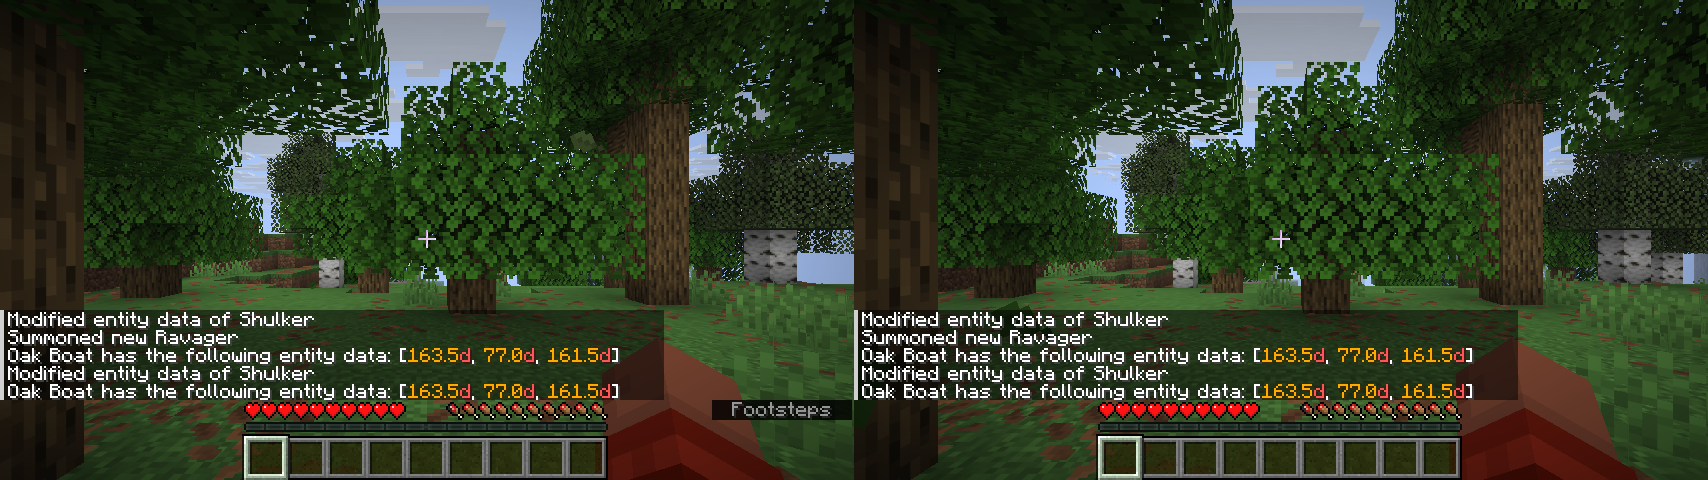 Modified entity data of Shulker
Summoned new Ravager
Oak Boat has the following entity data: [163.5d, 77.0d, 161.5d]
Modified entity data of Shulker
Oak Boat has the following entity data: [163.5d, 77.0d, 161.5d]
Footsteps
Modified entity data of Shulker
Summoned new Ravager
Oak Boat has the following entity data: [163.5d, 77.0d, 161.5d]
Modified entity data of Shulker
Oak Boat has the following entity data: [163.5d, 77.0d, 161.5d]